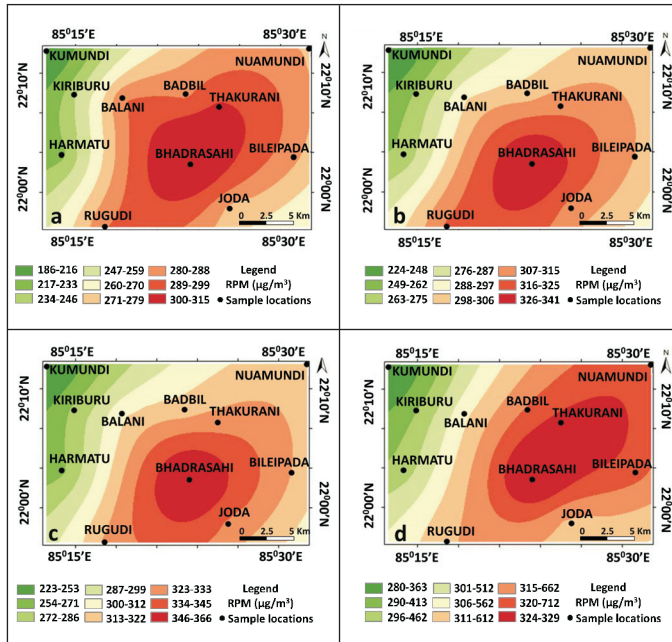 85⁰15'E 85⁰30'E
KUMUNDI
NUAMUNDI
KIRIBURU
BADBIL
BALANI
THAKURANI
HARMATU
BHADRASAHI
BILEIPADA
JODA
RUGUDI
a
0 2.5 5 Km
22⁰10'N
22⁰00'N
85⁰15'E 85⁰30'E
186-216 247-259 280-288 Legend
217-233 260-270 289-299 RPM (µg/m³)
234-246 271-279 300-315 Sample locations
85⁰15'E 85⁰30'E
KUMUNDI
NUAMUNDI
KIRIBURU
BADBIL
BALANI
THAKURANI
HARMATU
BHADRASAHI
BILEIPADA
JODA
RUGUDI
b
0 2.5 5 Km
22⁰10'N
22⁰00'N
85⁰15'E 85⁰30'E
224-248 276-287 307-315 Legend
249-262 288-297 316-325 RPM (µg/m³)
263-275 298-306 326-341 Sample locations
85⁰15'E 85⁰30'E
KUMUNDI
NUAMUNDI
KIRIBURU
BADBIL
BALANI
THAKURANI
HARMATU
BHADRASAHI
BILEIPADA
JODA
RUGUDI
c
0 2.5 5 Km
22⁰10'N
22⁰00'N
85⁰15'E 85⁰30'E
223-253 287-299 323-333 Legend
254-271 300-312 334-345 RPM (µg/m³)
272-286 313-322 346-366 Sample locations
85⁰15'E 85⁰30'E
KUMUNDI
NUAMUNDI
KIRIBURU
BADBIL
BALANI
THAKURANI
HARMATU
BHADRASAHI
BILEIPADA
JODA
RUGUDI
d
0 2.5 5 Km
22⁰10'N
22⁰00'N
85⁰15'E 85⁰30'E
280-363 301-512 315-662 Legend
290-413 306-562 320-712 RPM (µg/m³)
296-462 311-612 324-329 Sample locations